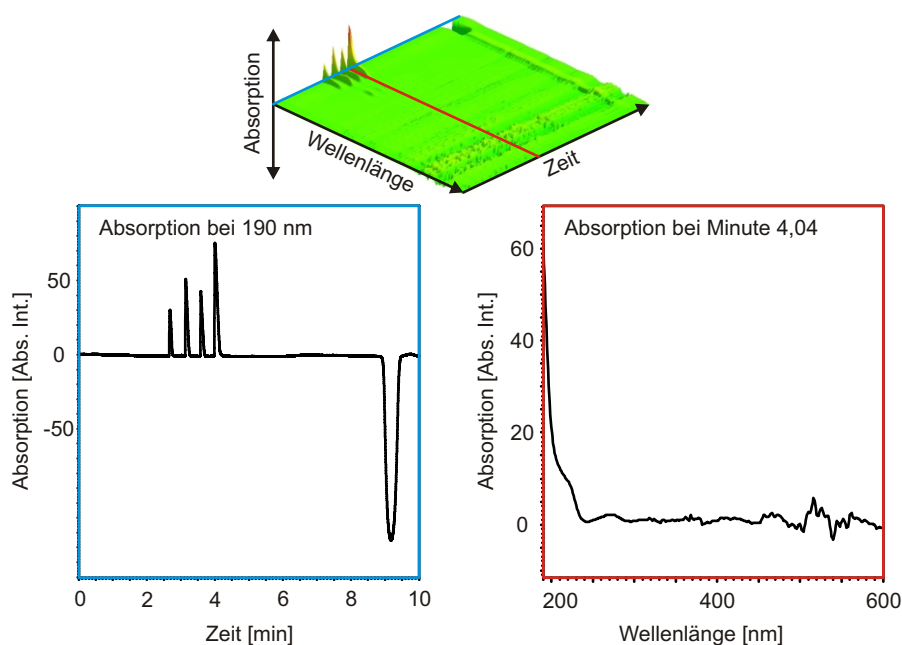 Absorption
Wellenlänge
Zeit
Absorption bei 190 nm
Absorption [Abs. Int.]
50
0
-50
0 2 4 6 8 10
Zeit [min]
Absorption bei Minute 4,04
Absorption [Abs. Int.]
60
40
20
0
200 400 600
Wellenlänge [nm]